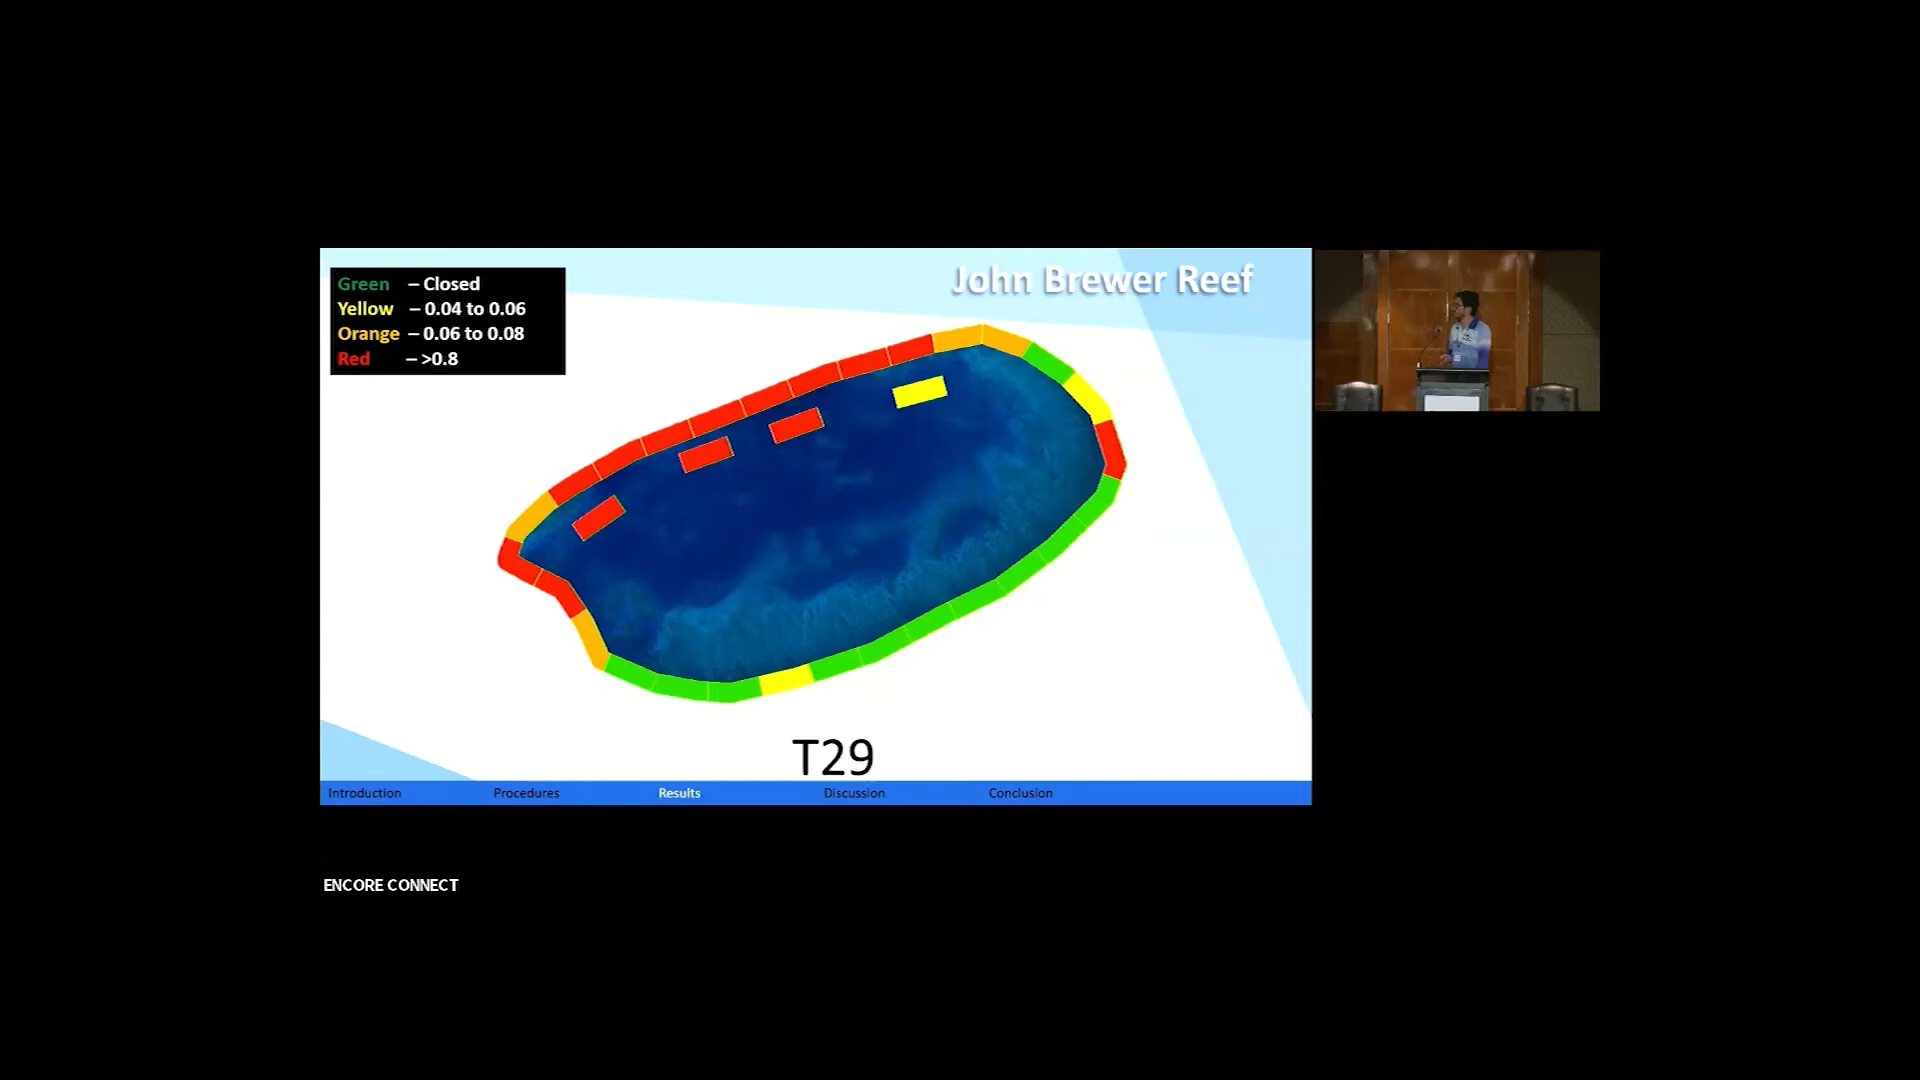 John Brewer Reef
Green – Closed
Yellow – 0.04 to 0.06
Orange – 0.06 to 0.08
Red – >0.8
T29
Introduction Procedures Results Discussion Conclusion
ENCORE CONNECT